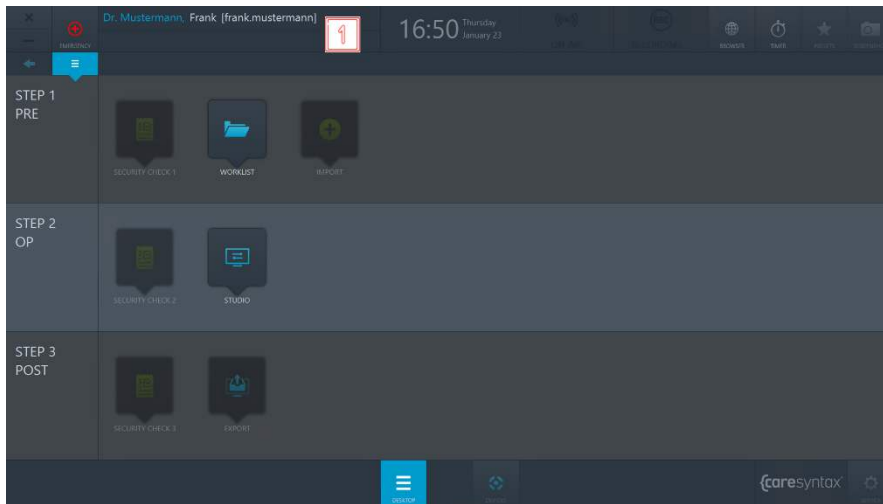 Dr. Mustermann, Frank [frank.mustermann]
1
16:50
Thursday
January 23
EMERGENCY
BROWSER
TIMER
STEP 1
PRE
SECURITY CHECK 1
WORKLIST
IMPORT
STEP 2
OP
SECURITY CHECK 2
STUDIO
STEP 3
POST
SECURITY CHECK 3
EXPORT
DESKTOP
{caresyntax